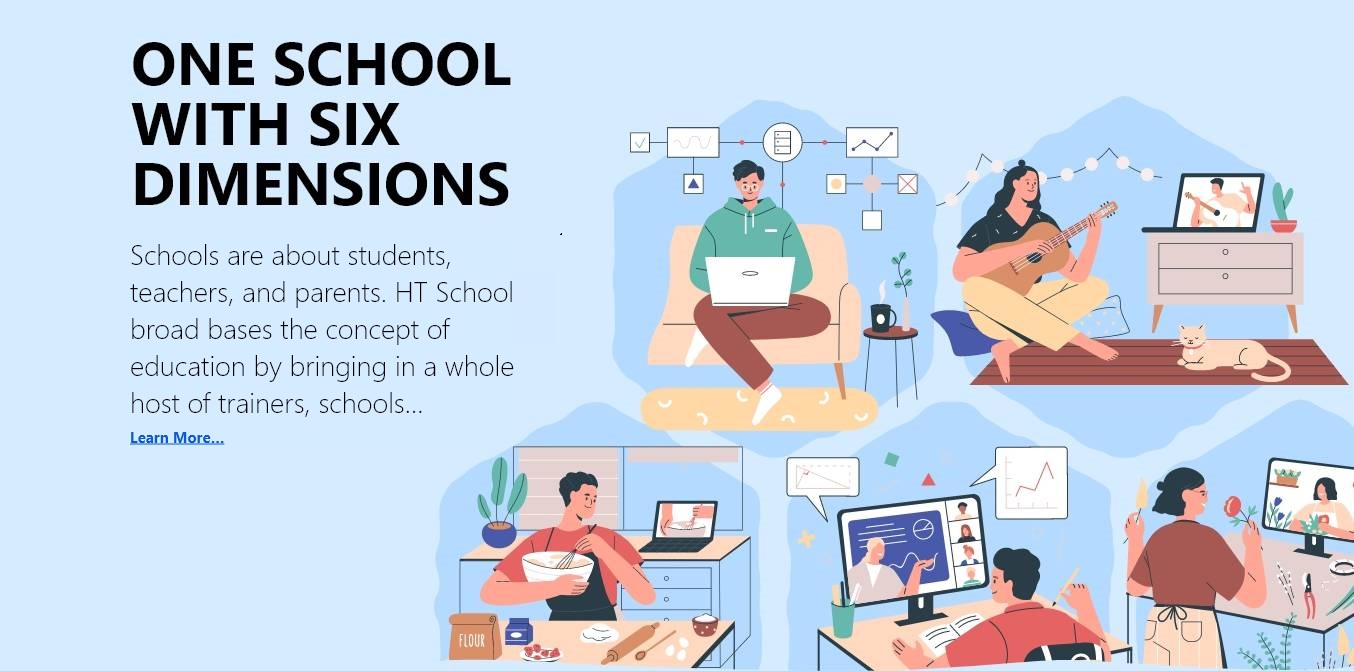 ONE SCHOOL
WITH SIX
DIMENSIONS
Schools are about students,
teachers, and parents. HT School
broad bases the concept of
education by bringing in a whole
host of trainers, schools...
Learn More...
FLOUR